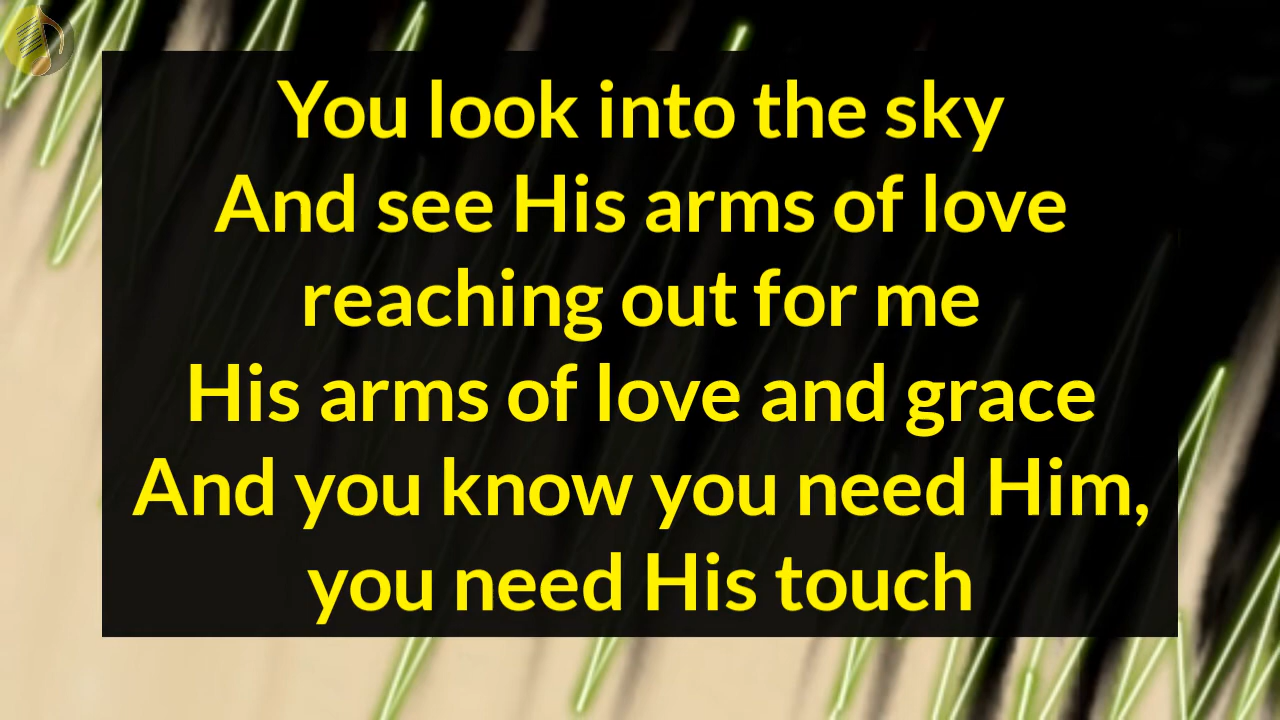 You look into the sky
And see His arms of love
reaching out for me
His arms of love and grace
And you know you need Him,
you need His touch